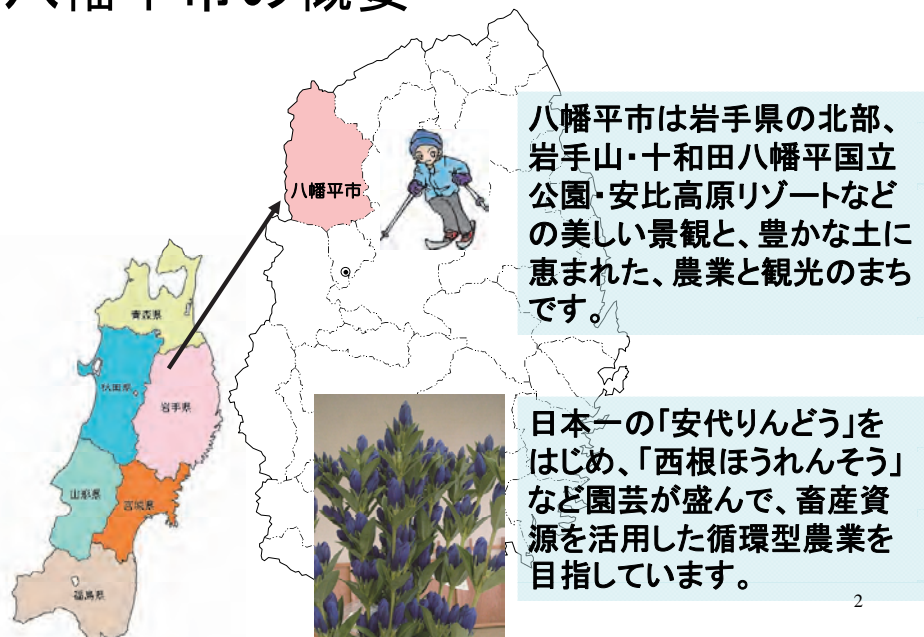 八幡平市の概要
八幡平市は岩手県の北部、
岩手山・十和田八幡平国立
公園・安比高原リゾートなど
の美しい景観と、豊かな土に
恵まれた、農業と観光のまち
です。
八幡平市
青森県
秋田県
岩手県
山形県
宮城県
福島県
日本一の「安代りんどう」を
はじめ、「西根ほうれんそう」
など園芸が盛んで、畜産資
源を活用した循環型農業を
目指しています。
2